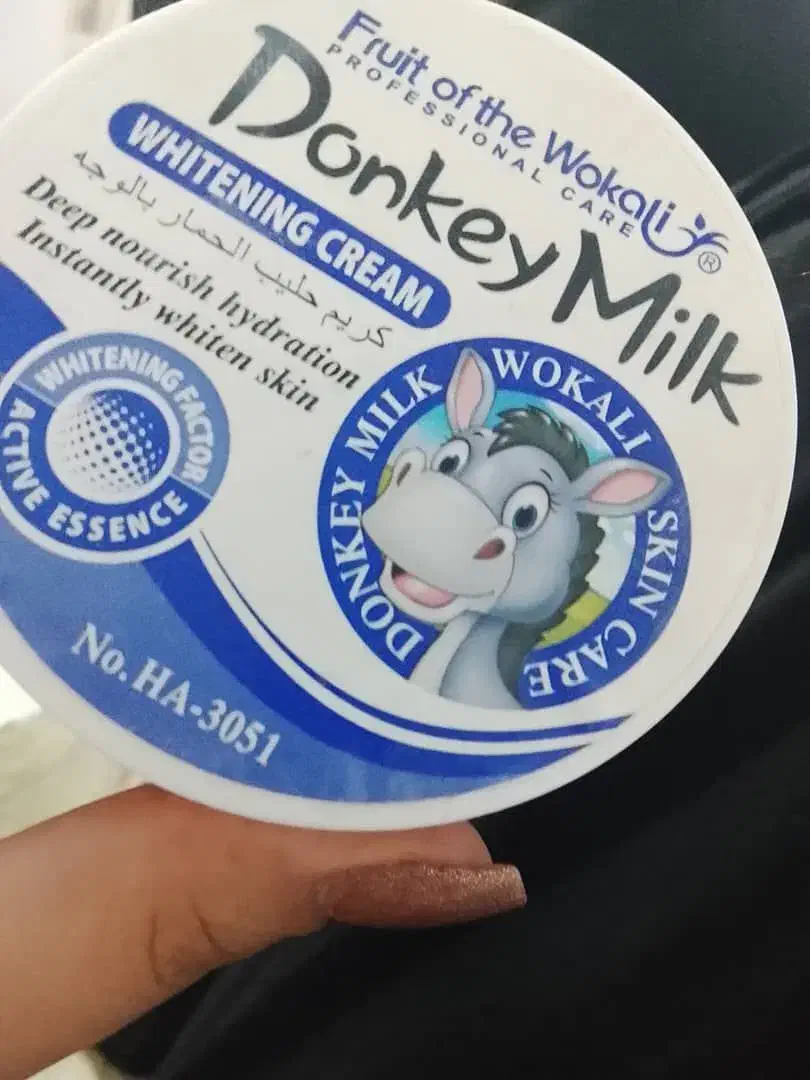 Fruit of the Wokali
PROFESSIONAL CARE
Donkey Milk
WHITENING CREAM
كريم حليب الحمار بالوجه
Deep nourish hydration
Instantly whiten skin
WHITENING FACTOR
ACTIVE ESSENCE
DONKEY MILK WOKALI SKIN CARE
No. HA-3051
®